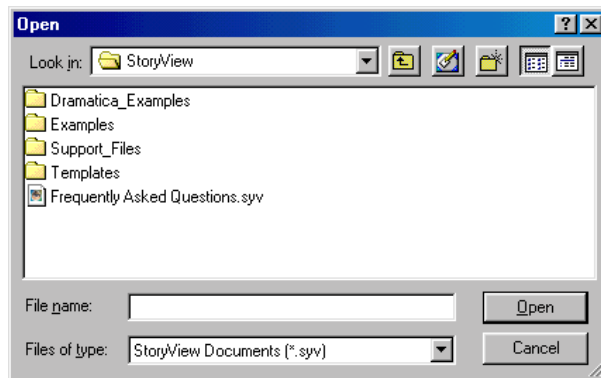 Open
Look in: StoryView
Dramatica_Examples
Examples
Support_Files
Templates
Frequently Asked Questions.syv
File name: Open
Files of type: StoryView Documents (*.syv) Cancel